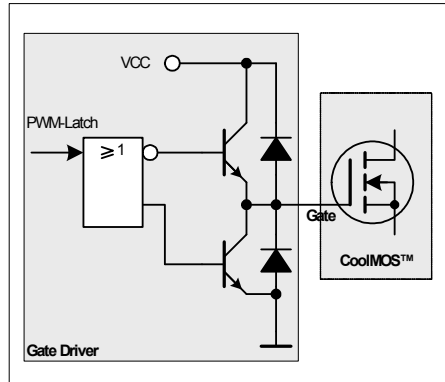 VCC
PWM-Latch
≥1
Gate
CoolMOS™
Gate Driver